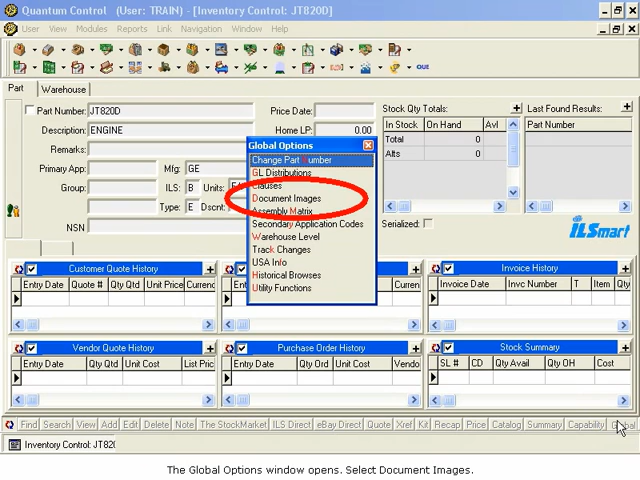 Quantum Control (User: TRAIN) - [Inventory Control: JT820D]
User View Modules Reports Link Navigation Window Help
QUE
Part Warehouse
Part Number: JT820D Price Date:
Description: ENGINE Home LP: 0.00
Remarks:
Primary App: Mfg: GE
Group: ILS: B Units:
Type: E Dscnt:
NSN
Stock Qty Totals:
In Stock On Hand Avl
Total 0
Alts 0
Last Found Results:
Part Number
Serialized:
ILSmart
Global Options
Change Part Number
GL Distributions
Clauses
Document Images
Assembly Matrix
Secondary Application Codes
Warehouse Level
Track Changes
USA Info
Historical Browses
Utility Functions
Customer Quote History
Entry Date Quote # Qty Qtd Unit Price Currenc
Curren
Invoice History
Invoice Date Invc Number T Item Qty
Vendor Quote History
Entry Date Qty Qtd Unit Cost List Pric
Purchase Order History
Entry Date Qty Ord Unit Cost Vendo
Stock Summary
SL # CD Qty Avail Qty OH Cost
Find Search View Add Edit Delete Note The StockMarket ILS Direct eBay Direct Quote Xref Kit Recap Price Catalog Summary Capability Global
Inventory Control: JT820
The Global Options window opens. Select Document Images.